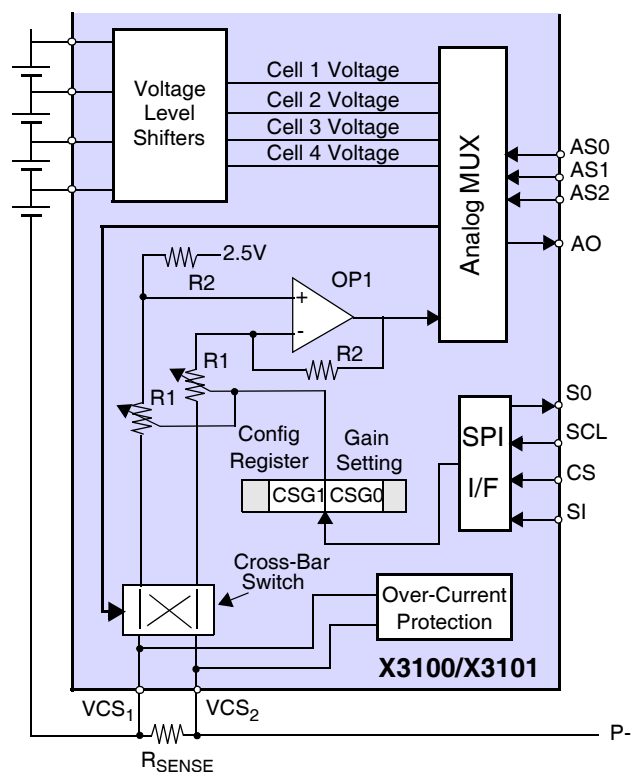 Voltage
Level
Shifters
Cell 1 Voltage
Cell 2 Voltage
Cell 3 Voltage
Cell 4 Voltage
Analog MUX
AS0
AS1
AS2
AO
2.5V
R2
OP1
+
-
R2
R1
R1
Config
Register
Gain
Setting
CSG1 CSG0
SPI
I/F
S0
SCL
CS
SI
Cross-Bar
Switch
Over-Current
Protection
X3100/X3101
VCS1
VCS2
RSENSE
P-